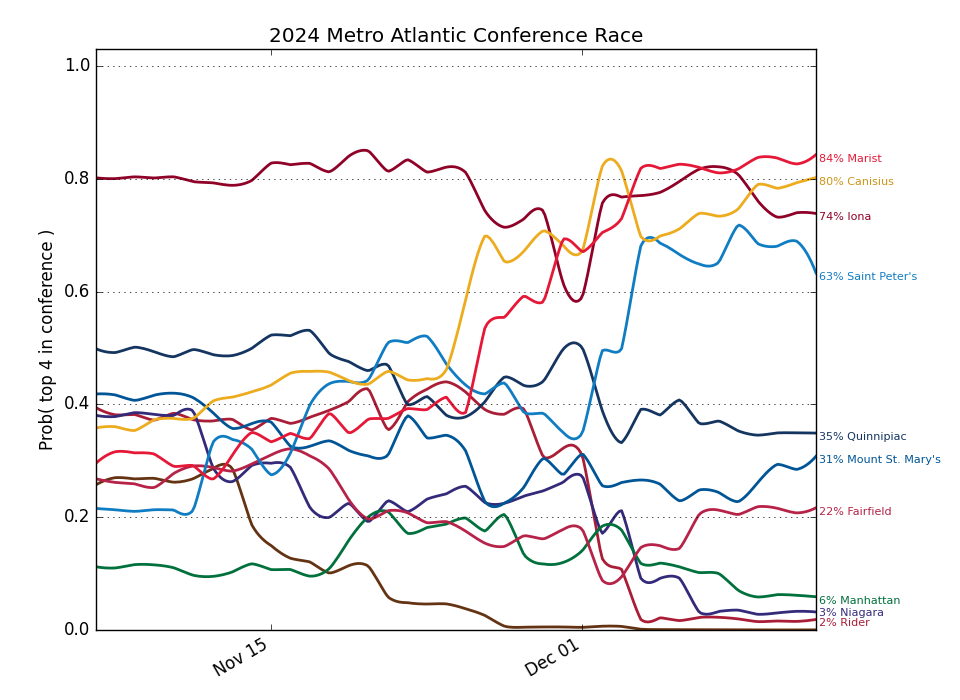 2024 Metro Atlantic Conference Race
Prob( top 4 in conference )
1.0
0.8
0.6
0.4
0.2
0.0
Nov 15
Dec 01
84% Marist
80% Canisius
74% Iona
63% Saint Peter's
35% Quinnipiac
31% Mount St. Mary's
22% Fairfield
6% Manhattan
3% Niagara
2% Rider